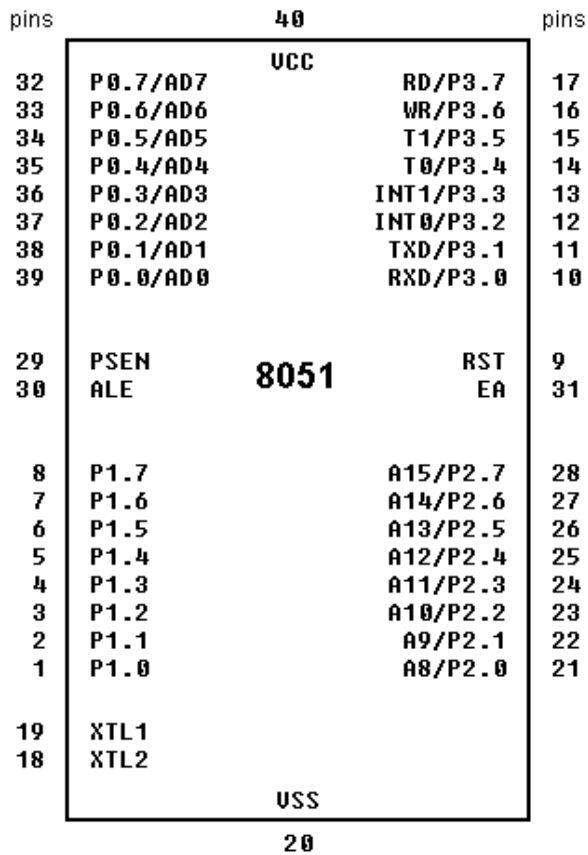 pins 40 pins
VCC
32 P0.7/AD7 RD/P3.7 17
33 P0.6/AD6 WR/P3.6 16
34 P0.5/AD5 T1/P3.5 15
35 P0.4/AD4 T0/P3.4 14
36 P0.3/AD3 INT1/P3.3 13
37 P0.2/AD2 INT0/P3.2 12
38 P0.1/AD1 TXD/P3.1 11
39 P0.0/AD0 RXD/P3.0 10
29 PSEN 8051 RST 9
30 ALE EA 31
8 P1.7 A15/P2.7 28
7 P1.6 A14/P2.6 27
6 P1.5 A13/P2.5 26
5 P1.4 A12/P2.4 25
4 P1.3 A11/P2.3 24
3 P1.2 A10/P2.2 23
2 P1.1 A9/P2.1 22
1 P1.0 A8/P2.0 21
19 XTL1
18 XTL2
VSS
20